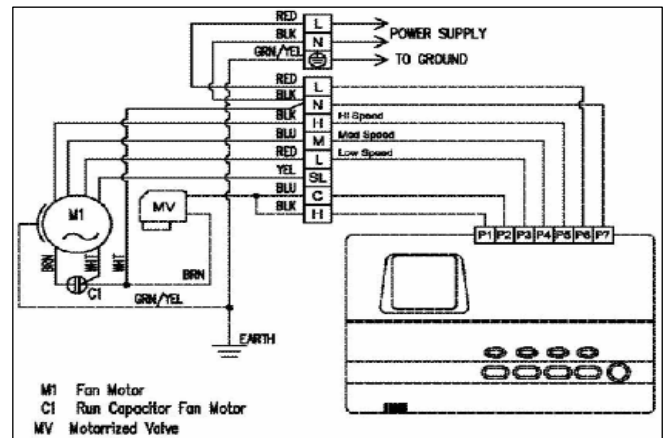 RED L
BLK N POWER SUPPLY
GRN/YEL TO GROUND
RED L
BLK N
BLK H Hi Speed
BLU M Med Speed
RED L Low Speed
YEL SL
BLU C
BLK H
M1
MV
P1 P2 P3 P4 P5 P6 P7
BRN WHT WHT
BRN
C1
GRN/YEL
EARTH
M1 Fan Motor
C1 Run Capacitor Fan Motor
MV Motorrized Valve